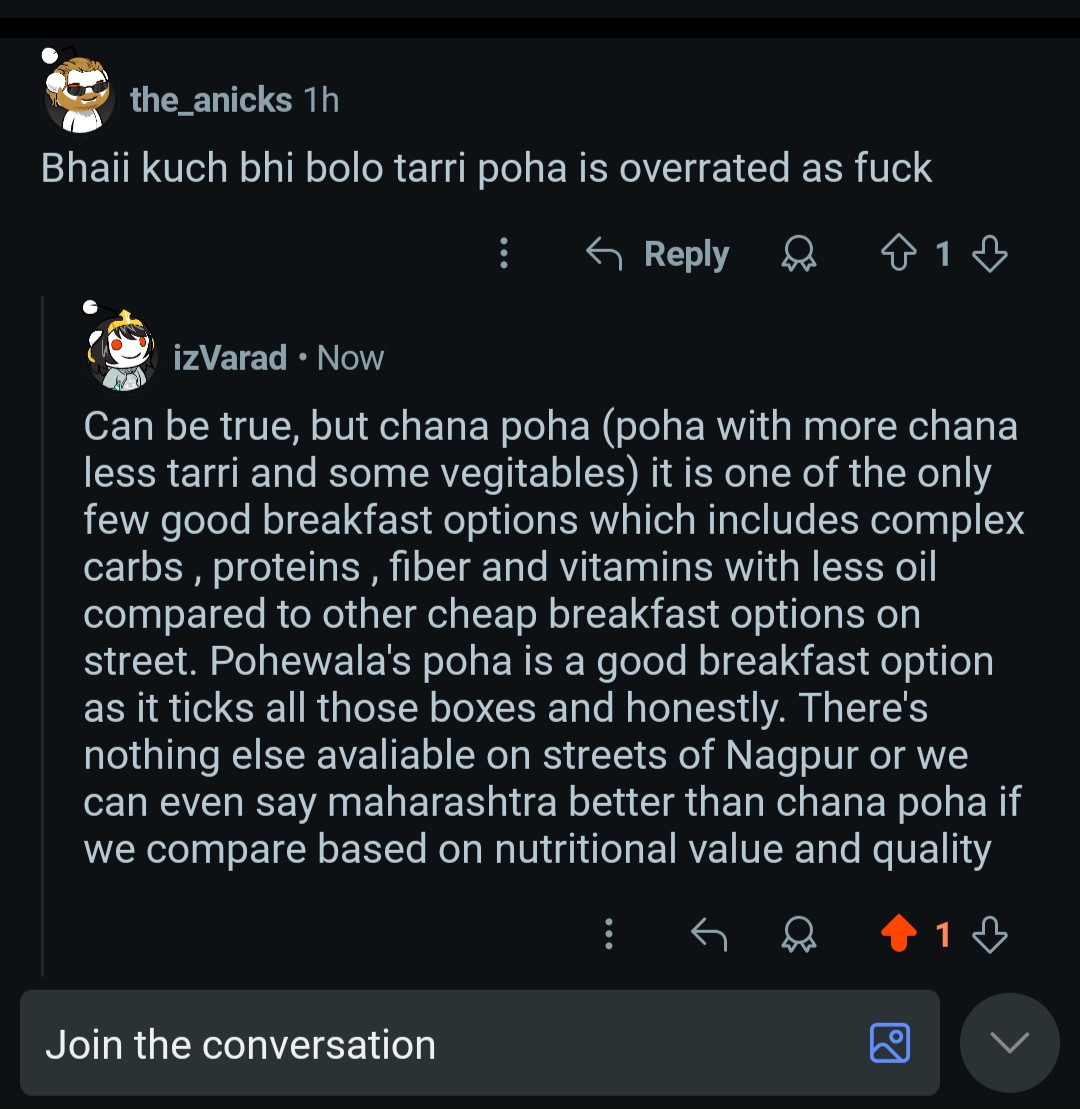 the_anicks 1h
Bhaii kuch bhi bolo tarri poha is overrated as fuck
Reply 1
izVarad • Now
Can be true, but chana poha (poha with more chana
less tarri and some vegitables) it is one of the only
few good breakfast options which includes complex
carbs , proteins , fiber and vitamins with less oil
compared to other cheap breakfast options on
street. Pohewala's poha is a good breakfast option
as it ticks all those boxes and honestly. There's
nothing else avaliable on streets of Nagpur or we
can even say maharashtra better than chana poha if
we compare based on nutritional value and quality
1
Join the conversation